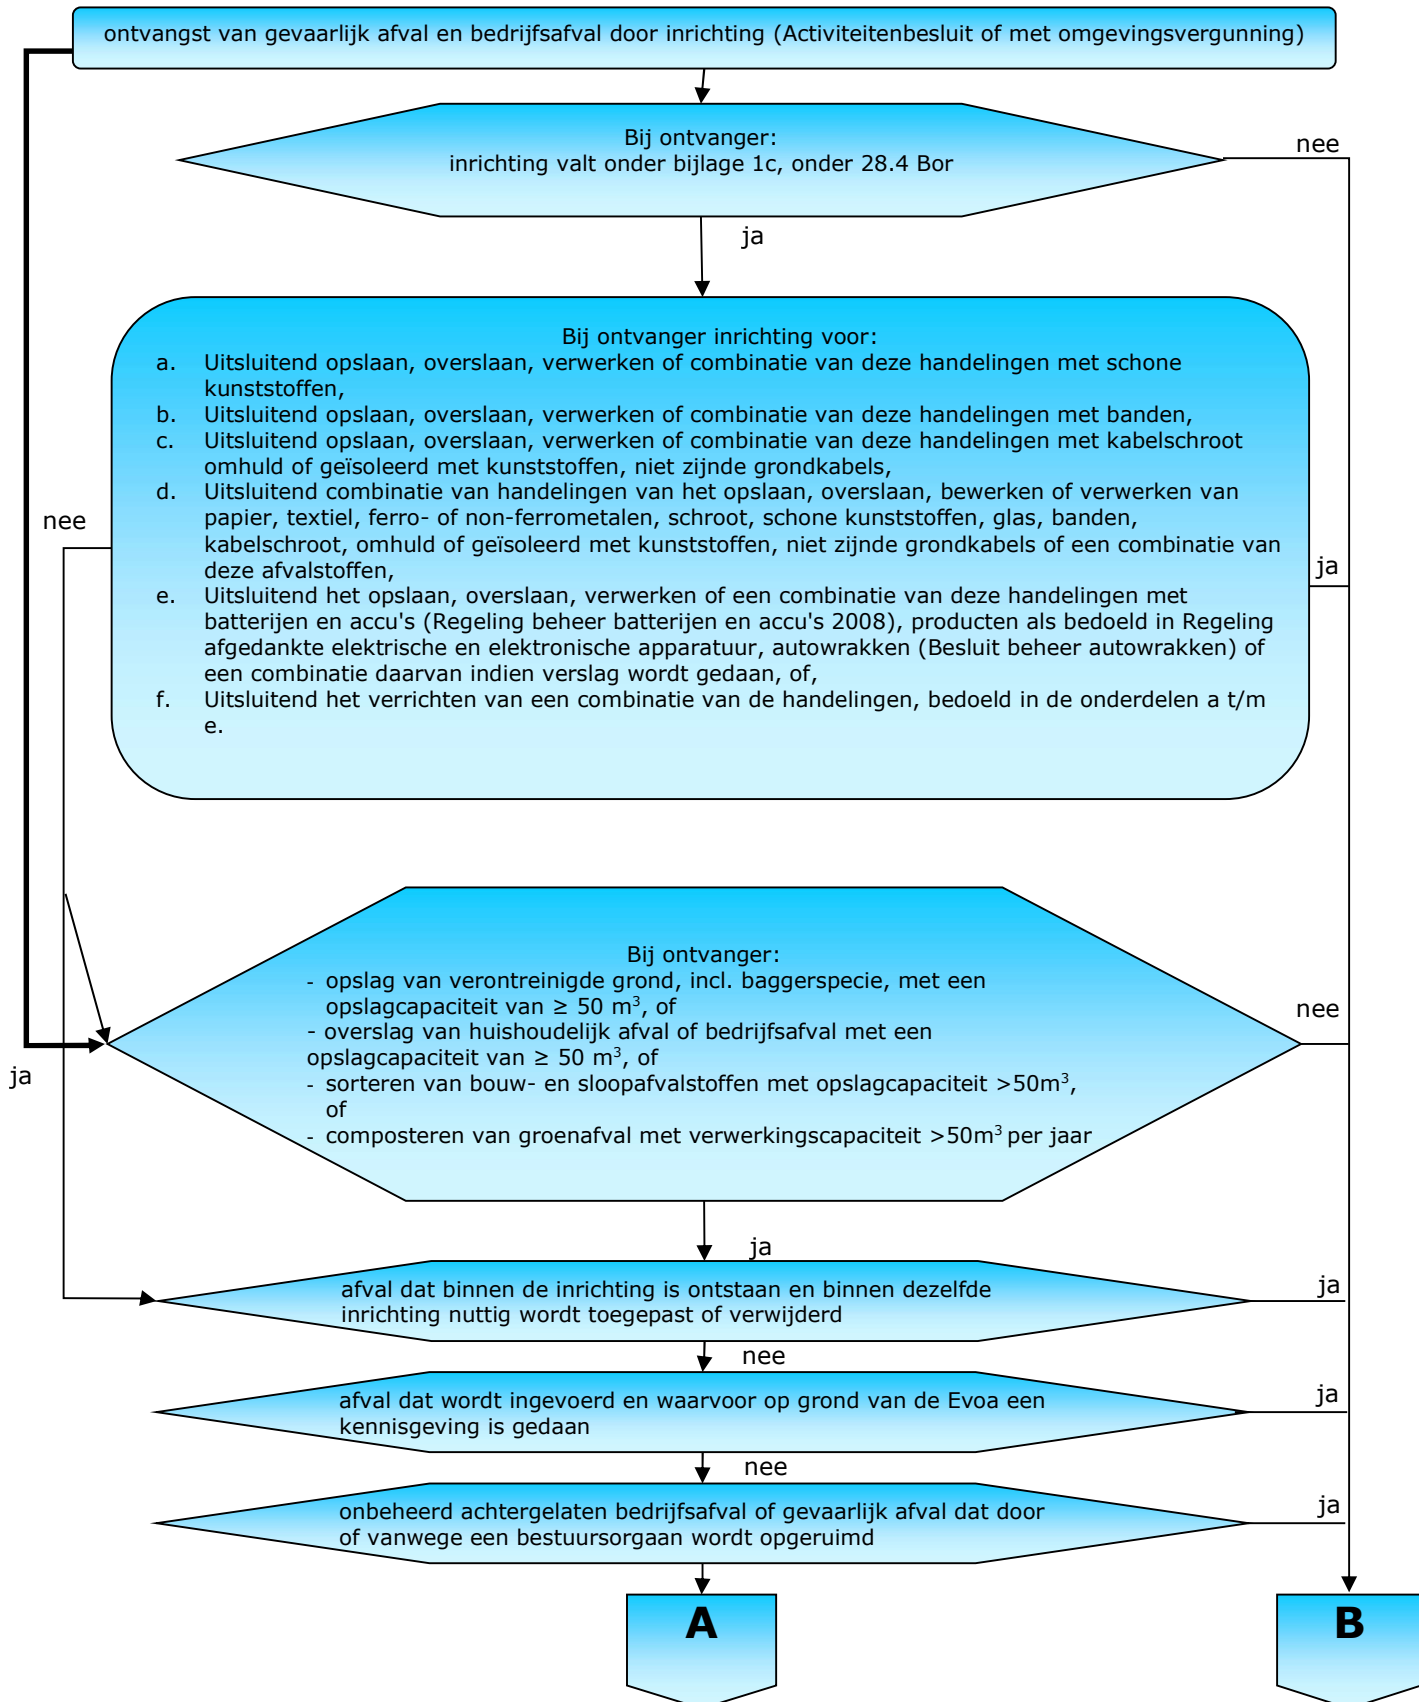 ontvangst van gevaarlijk afval en bedrijfsafval door inrichting (Activiteitenbesluit of met omgevingsvergunning)
Bij ontvanger:
inrichting valt onder bijlage 1c, onder 28.4 Bor
nee
ja
Bij ontvanger inrichting voor:
a. Uitsluitend opslaan, overslaan, verwerken of combinatie van deze handelingen met schone
kunststoffen,
b. Uitsluitend opslaan, overslaan, verwerken of combinatie van deze handelingen met banden,
c. Uitsluitend opslaan, overslaan, verwerken of combinatie van deze handelingen met kabelschroot
omhuld of geïsoleerd met kunststoffen, niet zijnde grondkabels,
d. Uitsluitend combinatie van handelingen van het opslaan, overslaan, bewerken of verwerken van
papier, textiel, ferro- of non-ferrometalen, schroot, schone kunststoffen, glas, banden,
kabelschroot, omhuld of geïsoleerd met kunststoffen, niet zijnde grondkabels of een combinatie van
deze afvalstoffen,
e. Uitsluitend het opslaan, overslaan, verwerken of een combinatie van deze handelingen met
batterijen en accu's (Regeling beheer batterijen en accu's 2008), producten als bedoeld in Regeling
afgedankte elektrische en elektronische apparatuur, autowrakken (Besluit beheer autowrakken) of
een combinatie daarvan indien verslag wordt gedaan, of,
f. Uitsluitend het verrichten van een combinatie van de handelingen, bedoeld in de onderdelen a t/m
e.
nee
ja
Bij ontvanger:
- opslag van verontreinigde grond, incl. baggerspecie, met een
opslagcapaciteit van ≥ 50 m³, of
- overslag van huishoudelijk afval of bedrijfsafval met een
opslagcapaciteit van ≥ 50 m³, of
- sorteren van bouw- en sloopafvalstoffen met opslagcapaciteit >50m³,
of
- composteren van groenafval met verwerkingscapaciteit >50m³ per jaar
nee
ja
ja
afval dat binnen de inrichting is ontstaan en binnen dezelfde
inrichting nuttig wordt toegepast of verwijderd
ja
nee
afval dat wordt ingevoerd en waarvoor op grond van de Evoa een
kennisgeving is gedaan
ja
nee
onbeheerd achtergelaten bedrijfsafval of gevaarlijk afval dat door
of vanwege een bestuursorgaan wordt opgeruimd
ja
A
B